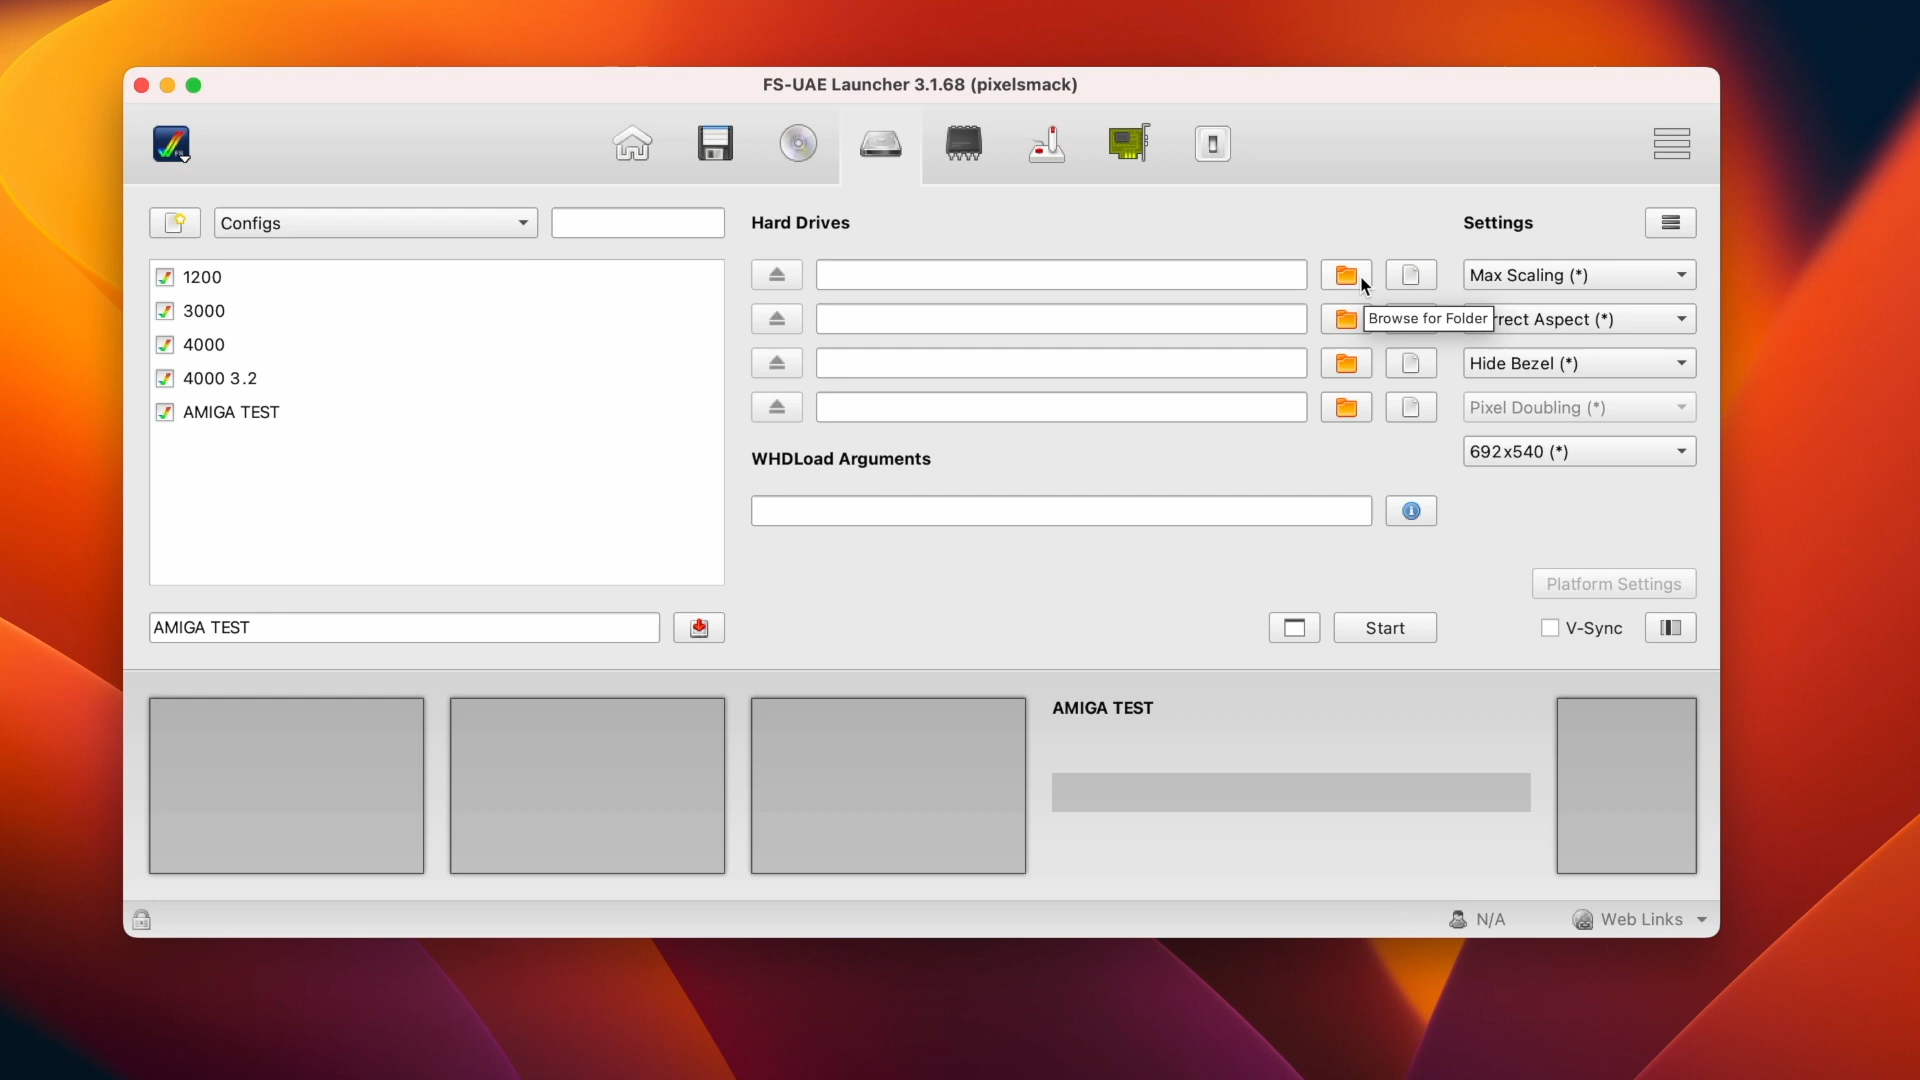 FS-UAE Launcher 3.1.68 (pixelsmack)
Configs
Hard Drives
Settings
1200
3000
4000
4000 3.2
AMIGA TEST
Max Scaling (*)
Browse for Folder
rrect Aspect (*)
Hide Bezel (*)
Pixel Doubling (*)
WHDLoad Arguments
692x540 (*)
Platform Settings
AMIGA TEST
Start
V-Sync
AMIGA TEST
N/A
Web Links